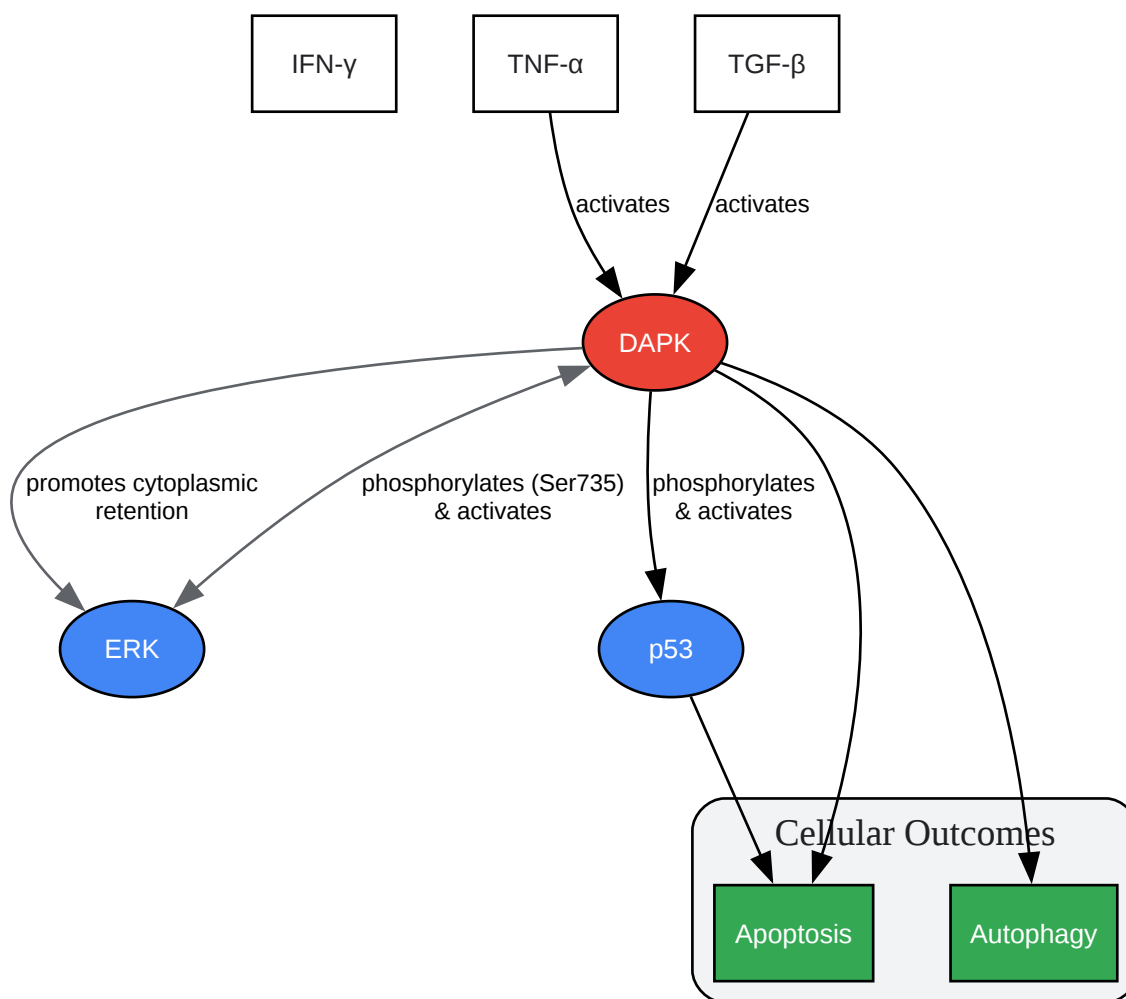 IFN-γ
TNF-α
TGF-β
activates
activates
DAPK
promotes cytoplasmic
retention
phosphorylates (Ser735)
& activates
phosphorylates
& activates
ERK
p53
Cellular Outcomes
Apoptosis
Autophagy